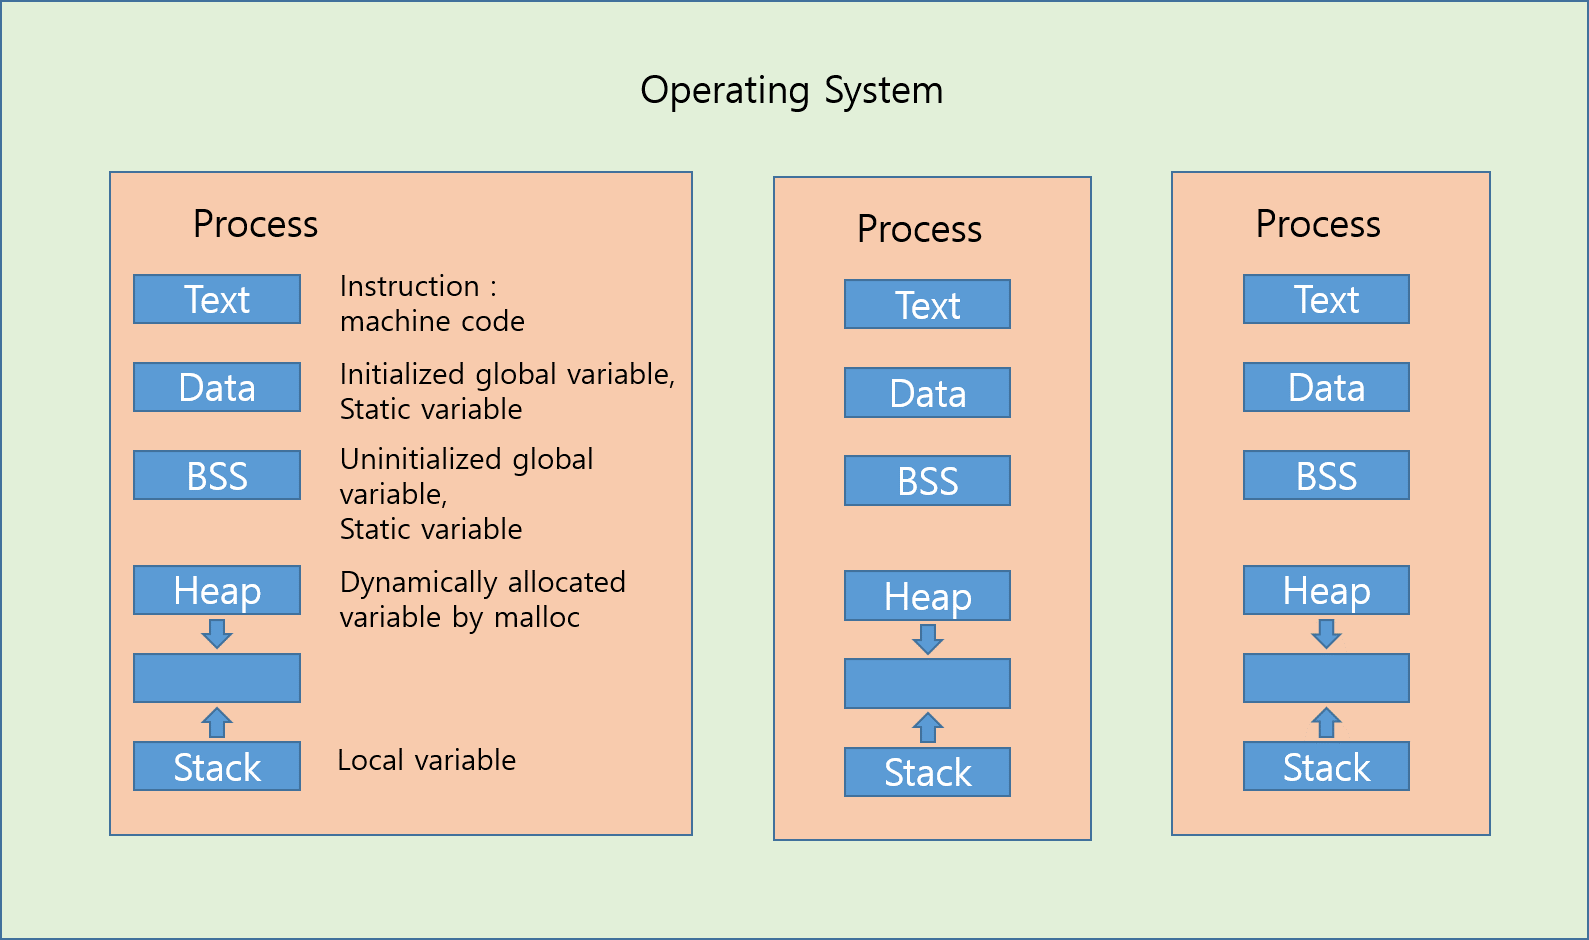 Operating System
Process
Text
Instruction :
machine code
Data
Initialized global variable,
Static variable
BSS
Uninitialized global
variable,
Static variable
Heap
Dynamically allocated
variable by malloc
Stack
Local variable
Process
Text
Data
BSS
Heap
Stack
Process
Text
Data
BSS
Heap
Stack